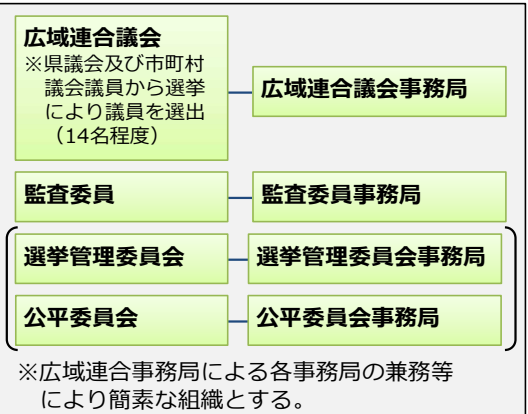 広域連合議会
※県議会及び市町村
議会議員から選挙
により議員を選出
（14名程度）
広域連合議会事務局
監査委員
監査委員事務局
選挙管理委員会
選挙管理委員会事務局
公平委員会
公平委員会事務局
※広域連合事務局による各事務局の兼務等
により簡素な組織とする。